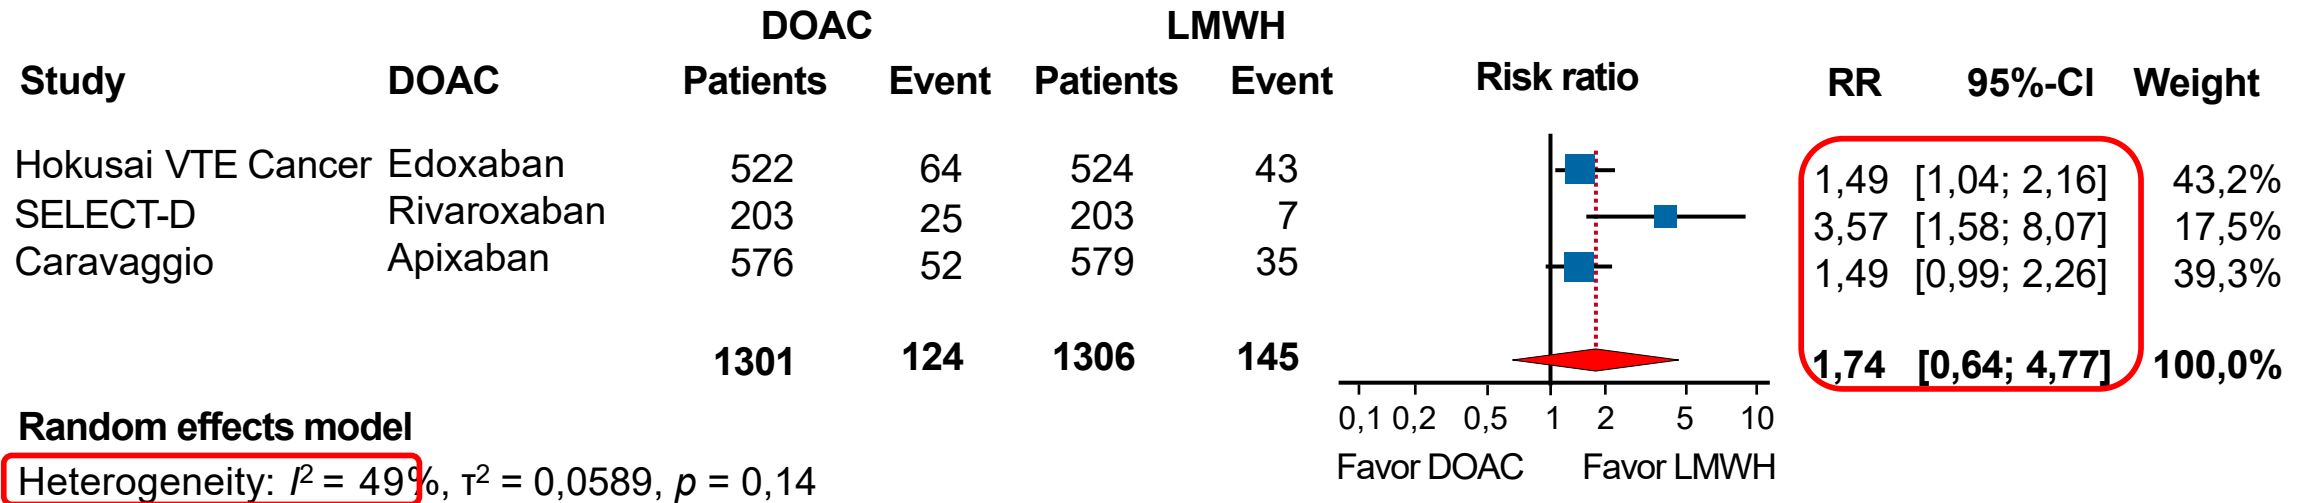 DOAC LMWH
Study DOAC Patients Event Patients Event Risk ratio RR 95%-CI Weight
Hokusai VTE Cancer Edoxaban 522 64 524 43 1,49 [1,04; 2,16] 43,2%
SELECT-D Rivaroxaban 203 25 203 7 3,57 [1,58; 8,07] 17,5%
Caravaggio Apixaban 576 52 579 35 1,49 [0,99; 2,26] 39,3%
1301 124 1306 145 1,74 [0,64; 4,77] 100,0%
0,1 0,2 0,5 1 2 5 10
Random effects model
Favor DOAC Favor LMWH
Heterogeneity: I² = 49%, τ² = 0,0589, p = 0,14